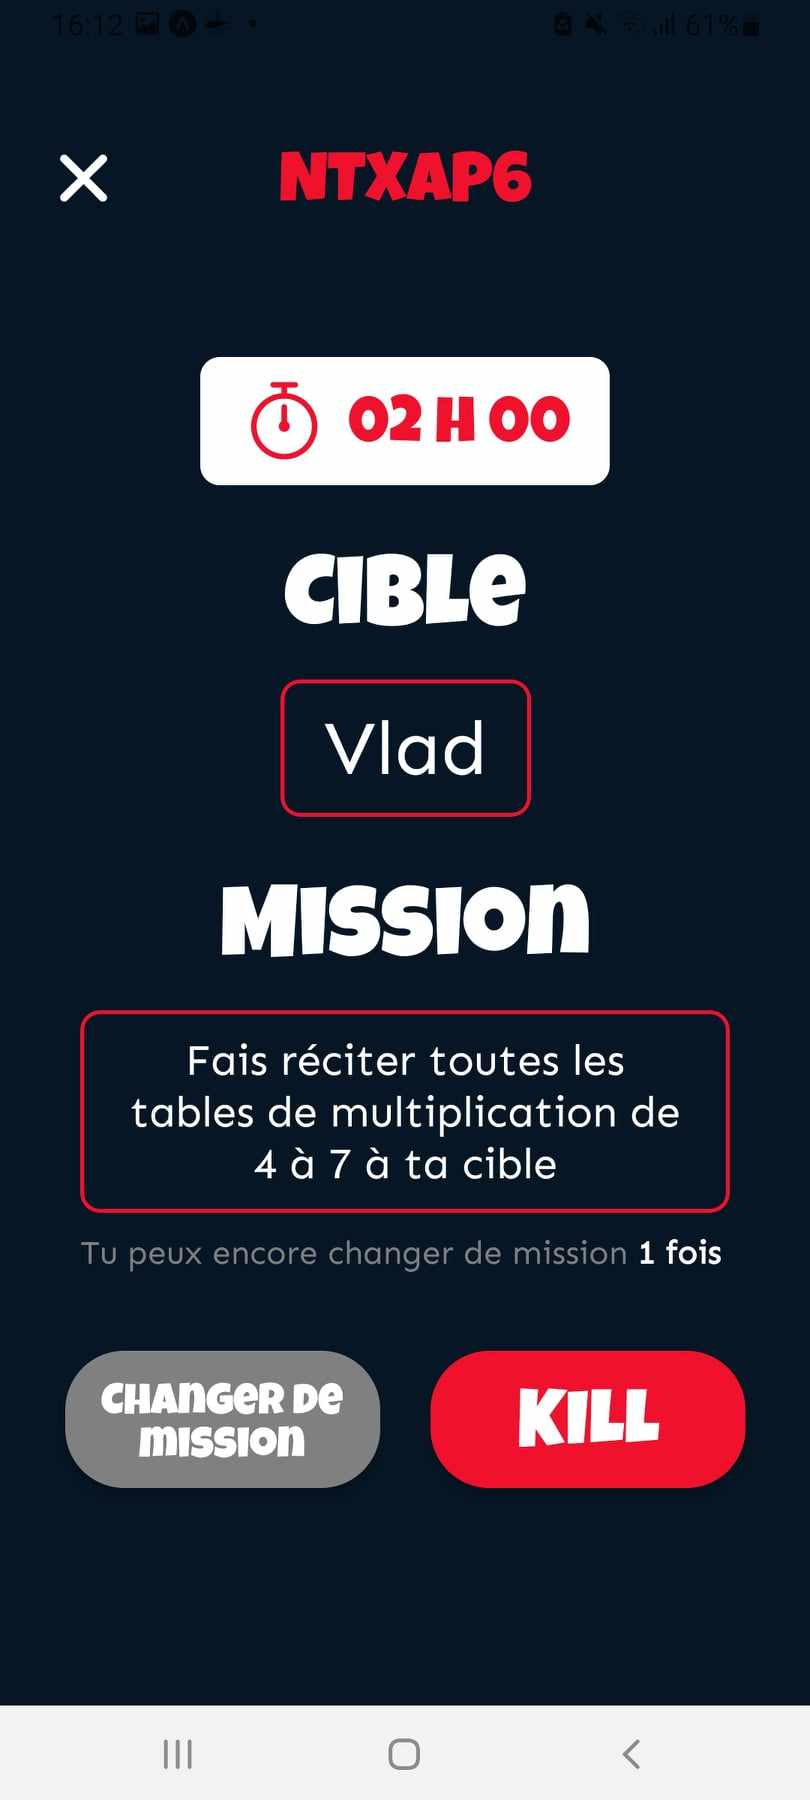 16:12
61%
NTXAP6
02 H 00
CIBLe
Vlad
MISSIOn
Fais réciter toutes les
tables de multiplication de
4 à 7 à ta cible
Tu peux encore changer de mission 1 fois
CHAnGeR De
mISSIOn
KILL